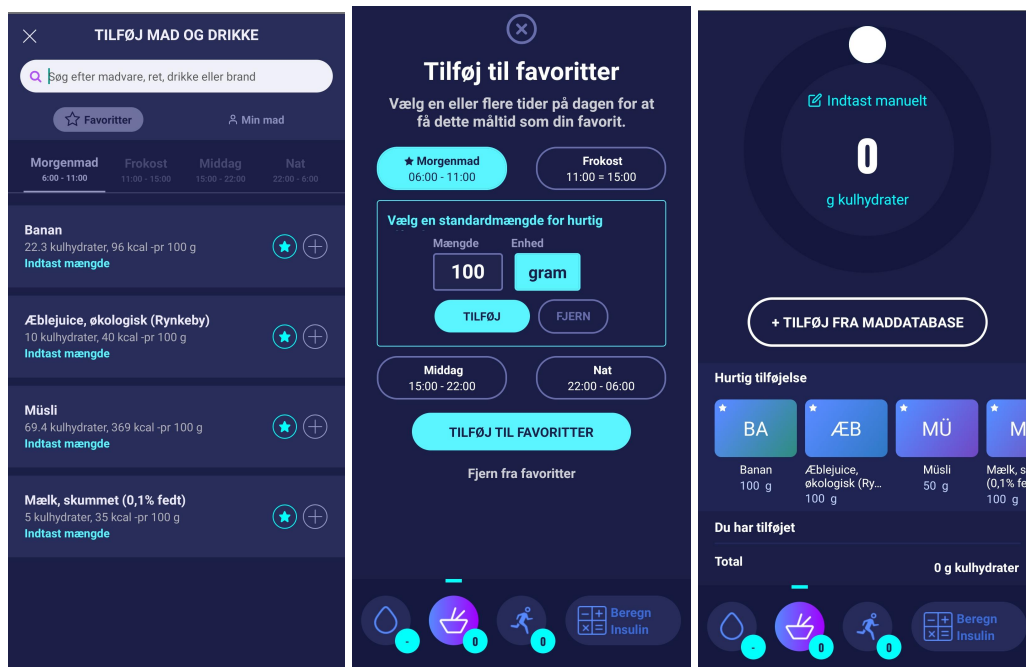 TILFØJ MAD OG DRIKKE
Søg efter madvare, ret, drikke eller brand
Favoritter
Min mad
Morgenmad
6:00 - 11:00
Frokost
11:00 - 15:00
Middag
15:00 - 22:00
Nat
22:00 - 6:00
Banan
22.3 kulhydrater, 96 kcal -pr 100 g
Indtast mængde
Æblejuice, økologisk (Rynkeby)
10 kulhydrater, 40 kcal -pr 100 g
Indtast mængde
Müsli
69.4 kulhydrater, 369 kcal -pr 100 g
Indtast mængde
Mælk, skummet (0,1% fedt)
5 kulhydrater, 35 kcal -pr 100 g
Indtast mængde
Tilføj til favoritter
Vælg en eller flere tider på dagen for at
få dette måltid som din favorit.
Morgenmad
06:00 - 11:00
Frokost
11:00 = 15:00
Vælg en standardmængde for hurtig
Mængde
Enhed
100
gram
TILFØJ
FJERN
Middag
15:00 - 22:00
Nat
22:00 - 06:00
TILFØJ TIL FAVORITTER
Fjern fra favoritter
-
0
0
Beregn
Insulin
Indtast manuelt
0
g kulhydrater
+ TILFØJ FRA MADDATABASE
Hurtig tilføjelse
BA
ÆB
MÜ
M
Banan
100 g
Æblejuice,
økologisk (Ry...
100 g
Müsli
50 g
Mælk, s
(0,1% fe
100 g
Du har tilføjet
Total
0 g kulhydrater
-
0
0
Beregn
Insulin